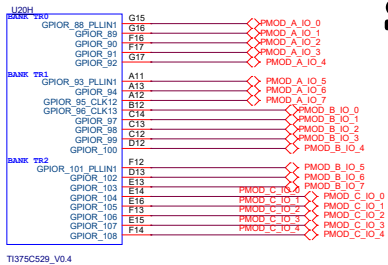 U20H
BANK TR0
GPIOR_88_PLLIN1 G15 PMOD_A_IO_0
GPIOR_89 G16 PMOD_A_IO_1
GPIOR_90 F16 PMOD_A_IO_2
GPIOR_91 F17 PMOD_A_IO_3
GPIOR_92 G17 PMOD_A_IO_4
BANK TR1
GPIOR_93_PLLIN1 A11 PMOD_A_IO_5
GPIOR_94 A13 PMOD_A_IO_6
GPIOR_95_CLK12 A12 PMOD_A_IO_7
GPIOR_96_CLK13 B12 PMOD_B_IO_0
GPIOR_97 C14 PMOD_B_IO_1
GPIOR_98 C13 PMOD_B_IO_2
GPIOR_99 C12 PMOD_B_IO_3
GPIOR_100 D12 PMOD_B_IO_4
BANK TR2
GPIOR_101_PLLIN1 F12 PMOD_B_IO_5
GPIOR_102 D13 PMOD_B_IO_6
GPIOR_103 E13 PMOD_B_IO_7
GPIOR_104 E14 PMOD_C_IO_0 PMOD_C_IO_0
GPIOR_105 E16 PMOD_C_IO_1 PMOD_C_IO_1
GPIOR_106 F13 PMOD_C_IO_2 PMOD_C_IO_2
GPIOR_107 E15 PMOD_C_IO_3 PMOD_C_IO_3
GPIOR_108 F14 PMOD_C_IO_4 PMOD_C_IO_4
TI375C529_V0.4